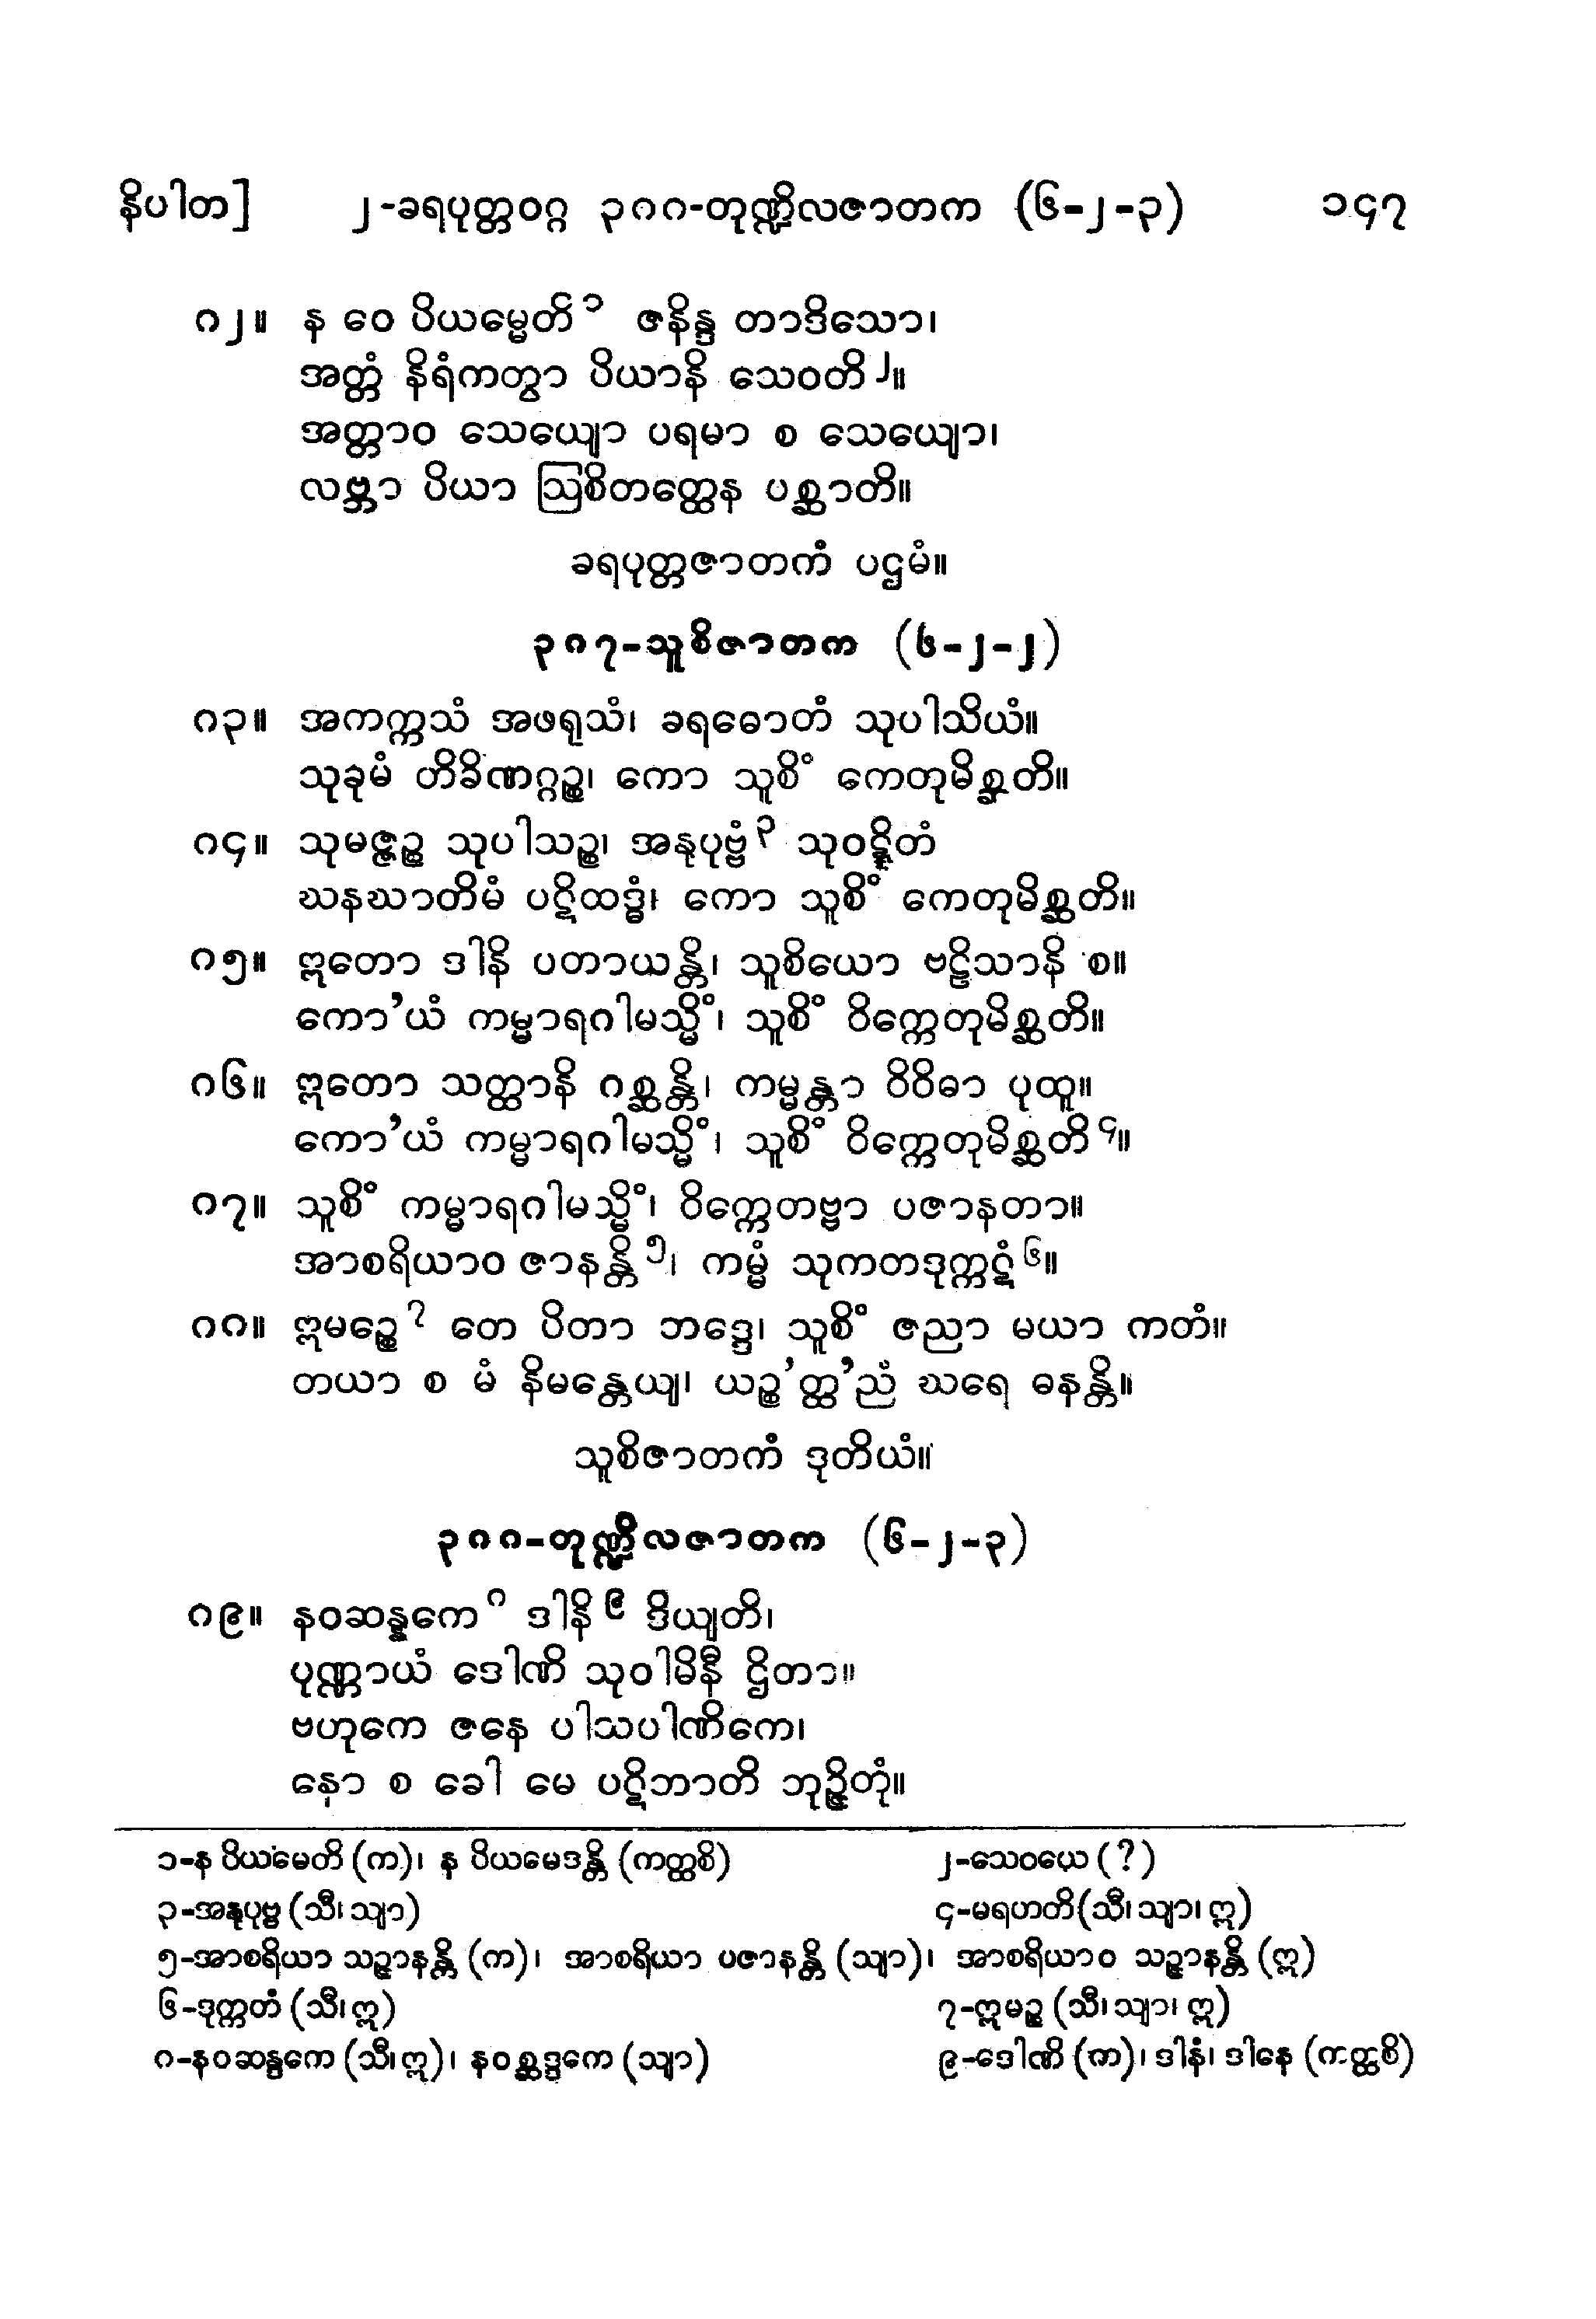 နိပါတ] ၂-ခရပုတ္တဝဂ္ဂ ၃၈၈-တုဏ္ဍိလဇာတက (၆-၂-၃) ၁၄၇
၈၂။ န ဝေ ပိယမ္မေတိ ၁ ဇနိန္ဒ တာဒိသော၊
အတ္တံ နိရံကတွာ ပိယာနိ သေဝတိ ၂။
အတ္တာဝ သေယျော ပရမာ စ သေယျော၊
လဗ္ဘာ ပိယာ ဩစိတတ္ထေန ပစ္ဆာတိ။
ခရပုတ္တဇာတကံ ပဌမံ။
၃၈၇-သူစိဇာတက (၆-၂-၂)
၈၃။ အကက္ကသံ အဖရုသံ၊ ခရဓောတံ သုပါသိယံ။
သုခုမံ တိခိဏဂ္ဂဉ္စ၊ ကော သူစိံ ကေတုမိစ္ဆတိ။
၈၄။ သုမဇ္ဇဉ္စ သုပါသဉ္စ၊ အနုပုဗ္ဗံ ၃ သုဝဋ္ဋိတံ
ဃနဃာတိမံ ပဋိထဒ္ဓံ၊ ကော သူစိံ ကေတုမိစ္ဆတိ။
၈၅။ ဣတော ဒါနိ ပတာယန္တိ၊ သူစိယော ဗဠိသာနိ စ။
ကော’ယံ ကမ္မာရဂါမသ္မိံ၊ သူစိံ ဝိက္ကေတုမိစ္ဆတိ။
၈၆။ ဣတော သတ္ထာနိ ဂစ္ဆန္တိ၊ ကမ္မန္တာ ဝိဝိဓာ ပုထူ။
ကော’ယံ ကမ္မာရဂါမသ္မိံ၊ သူစိံ ဝိက္ကေတုမိစ္ဆတိ ၄။
၈၇။ သူစိံ ကမ္မာရဂါမသ္မိံ၊ ဝိက္ကေတဗ္ဗာ ပဇာနတာ။
အာစရိယာဝ ဇာနန္တိ ၅၊ ကမ္မံ သုကတဒုက္ကဋံ ၆။
၈၈။ ဣမဉ္စေ ၇ တေ ပိတာ ဘဒ္ဒေ၊ သူစိံ ဇညာ မယာ ကတံ။
တယာ စ မံ နိမန္တေယျ၊ ယဉ္စ’တ္ထ’ညံ ဃရေ ဓနန္တိ။
သူစိဇာတကံ ဒုတိယံ။
၃၈၈-တုဏ္ဍိလဇာတက (၆-၂-၃)
၈၉။ နဝဆန္နကေ ၈ ဒါနိ ၉ ဒိယျတိ၊
ပုဏ္ဏာယံ ဒေါဏိ သုဝါမိနီ ဌိတာ။
ဗဟုကေ ဇနေ ပါသပါဏိကေ၊
နော စ ခေါ မေ ပဋိဘာတိ ဘုဉ္ဇိတုံ။
၁-န ပိယံမေတိ (က)၊ န ပိယမေဒန္တိ (ကတ္ထစိ) ၂-သေဝယေ (?)
၃-အနုပုဗ္ဗ (သီ၊ သျာ) ၄-မရဟတိ (သီ၊ သျာ၊ ဣ)
၅-အာစရိယာ သဉ္ဇာနန္တိ (က)၊ အာစရိယာ ပဇာနန္တိ (သျာ)၊ အာစရိယာဝ သဉ္ဇာနန္တိ (ဣ)
၆-ဒုက္ကတံ (သီ၊ ဣ) ၇-ဣမဉ္စ (သီ၊ သျာ၊ ဣ)
၈-နဝဆန္ဒကေ (သီ၊ ဣ)၊ နဝစ္ဆဒ္ဒကေ (သျာ) ၉-ဒေါဏိ (က)၊ ဒါနံ၊ ဒါနေ (ကတ္ထစိ)